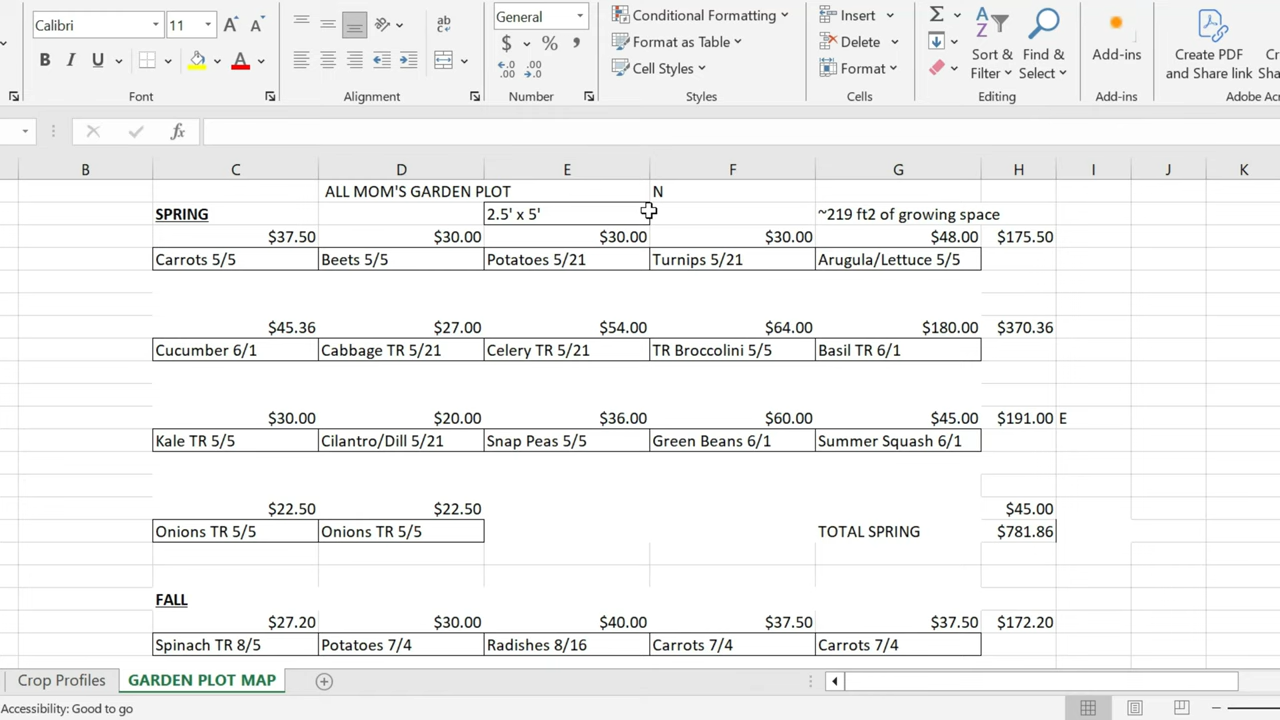 Calibri 11 General Conditional Formatting Insert
B I U $ % , Format as Table Delete Sort & Filter Find & Select Add-ins Create PDF and Share link
Cell Styles Format
Font Alignment Number Styles Cells Editing Add-ins Adobe Ac
fx
B C D E F G H I J K
ALL MOM'S GARDEN PLOT N
SPRING 2.5' x 5' ~219 ft2 of growing space
$37.50 $30.00 $30.00 $30.00 $48.00 $175.50
Carrots 5/5 Beets 5/5 Potatoes 5/21 Turnips 5/21 Arugula/Lettuce 5/5
$45.36 $27.00 $54.00 $64.00 $180.00 $370.36
Cucumber 6/1 Cabbage TR 5/21 Celery TR 5/21 TR Broccolini 5/5 Basil TR 6/1
$30.00 $20.00 $36.00 $60.00 $45.00 $191.00 E
Kale TR 5/5 Cilantro/Dill 5/21 Snap Peas 5/5 Green Beans 6/1 Summer Squash 6/1
$22.50 $22.50 $45.00
Onions TR 5/5 Onions TR 5/5 TOTAL SPRING $781.86
FALL
$27.20 $30.00 $40.00 $37.50 $37.50 $172.20
Spinach TR 8/5 Potatoes 7/4 Radishes 8/16 Carrots 7/4 Carrots 7/4
Crop Profiles GARDEN PLOT MAP
Accessibility: Good to go